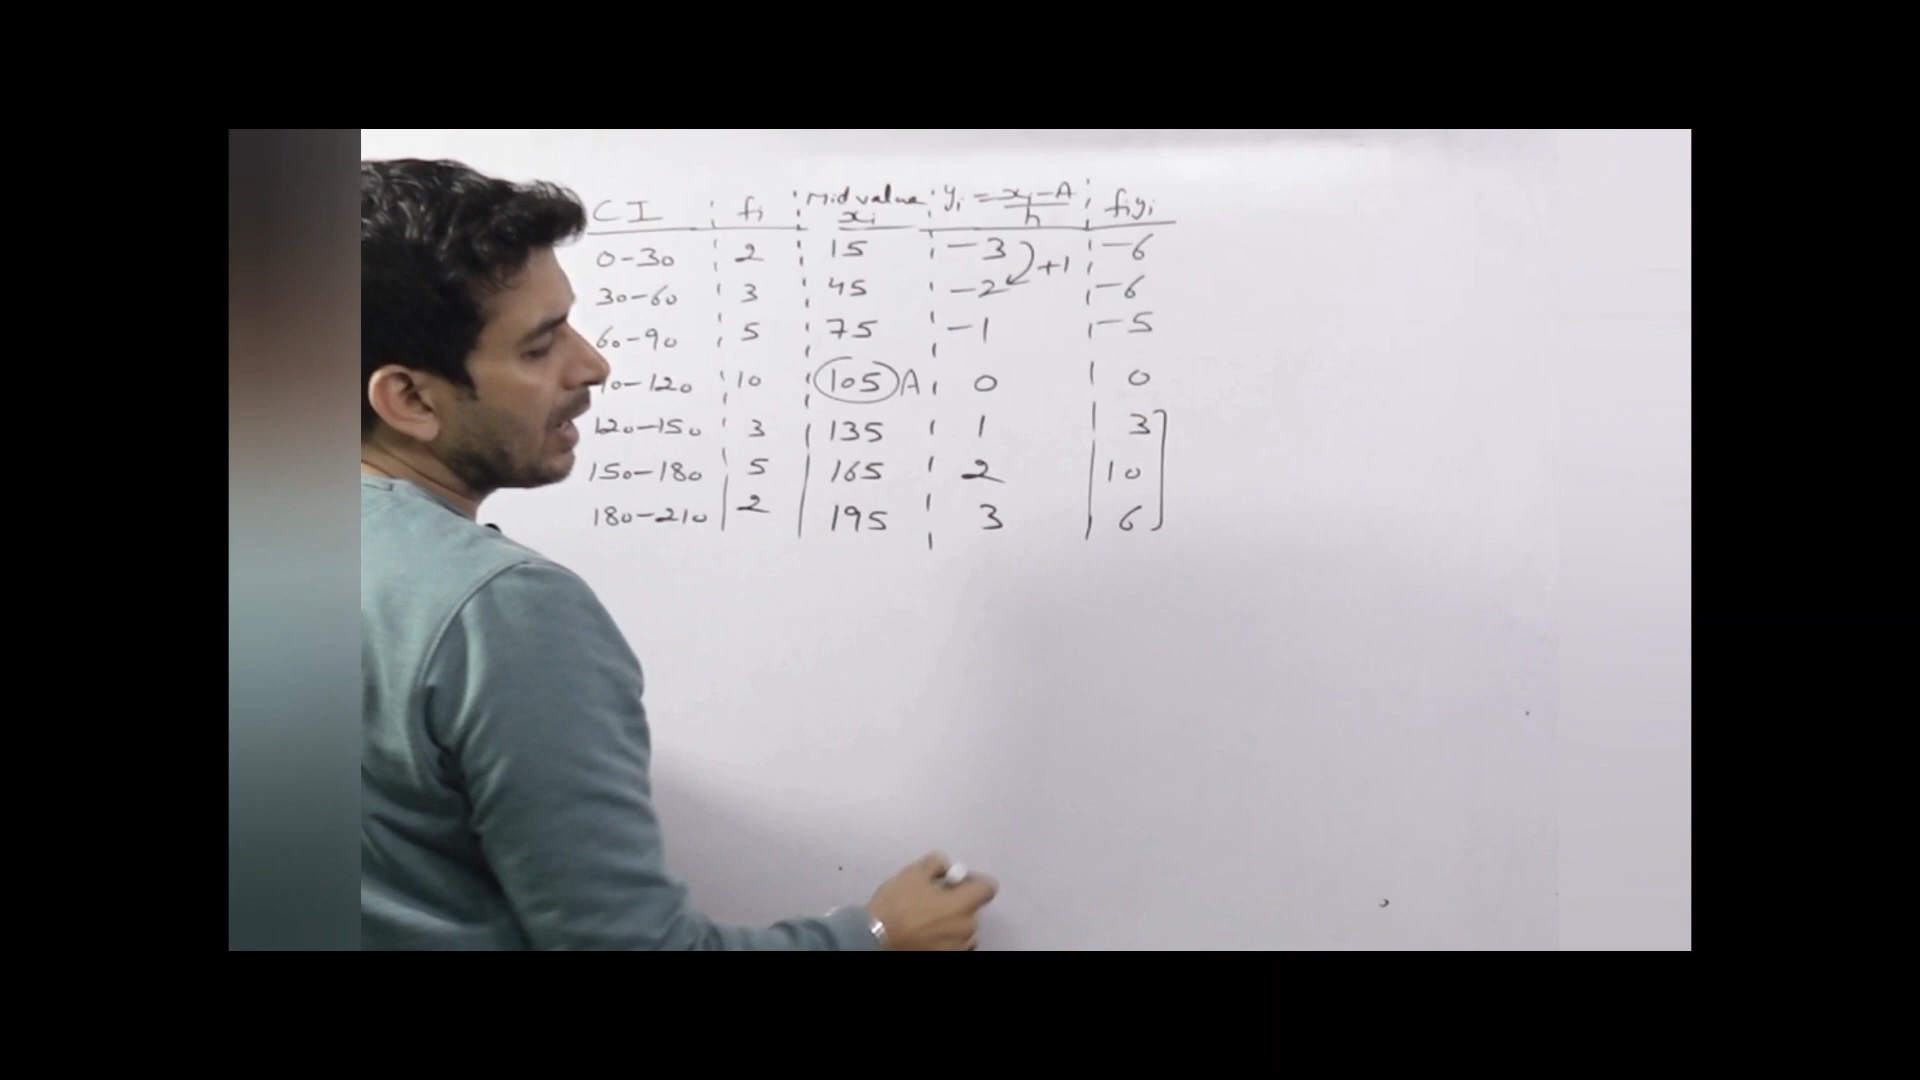 CI fi Mid value xi yi = xi-A/h fiyi
0-30 2 15 -3 +1 -6
30-60 3 45 -2 -6
60-90 5 75 -1 -5
0-120 10 105 A 0 0
120-150 3 135 1 3
150-180 5 165 2 10
180-210 2 195 3 6